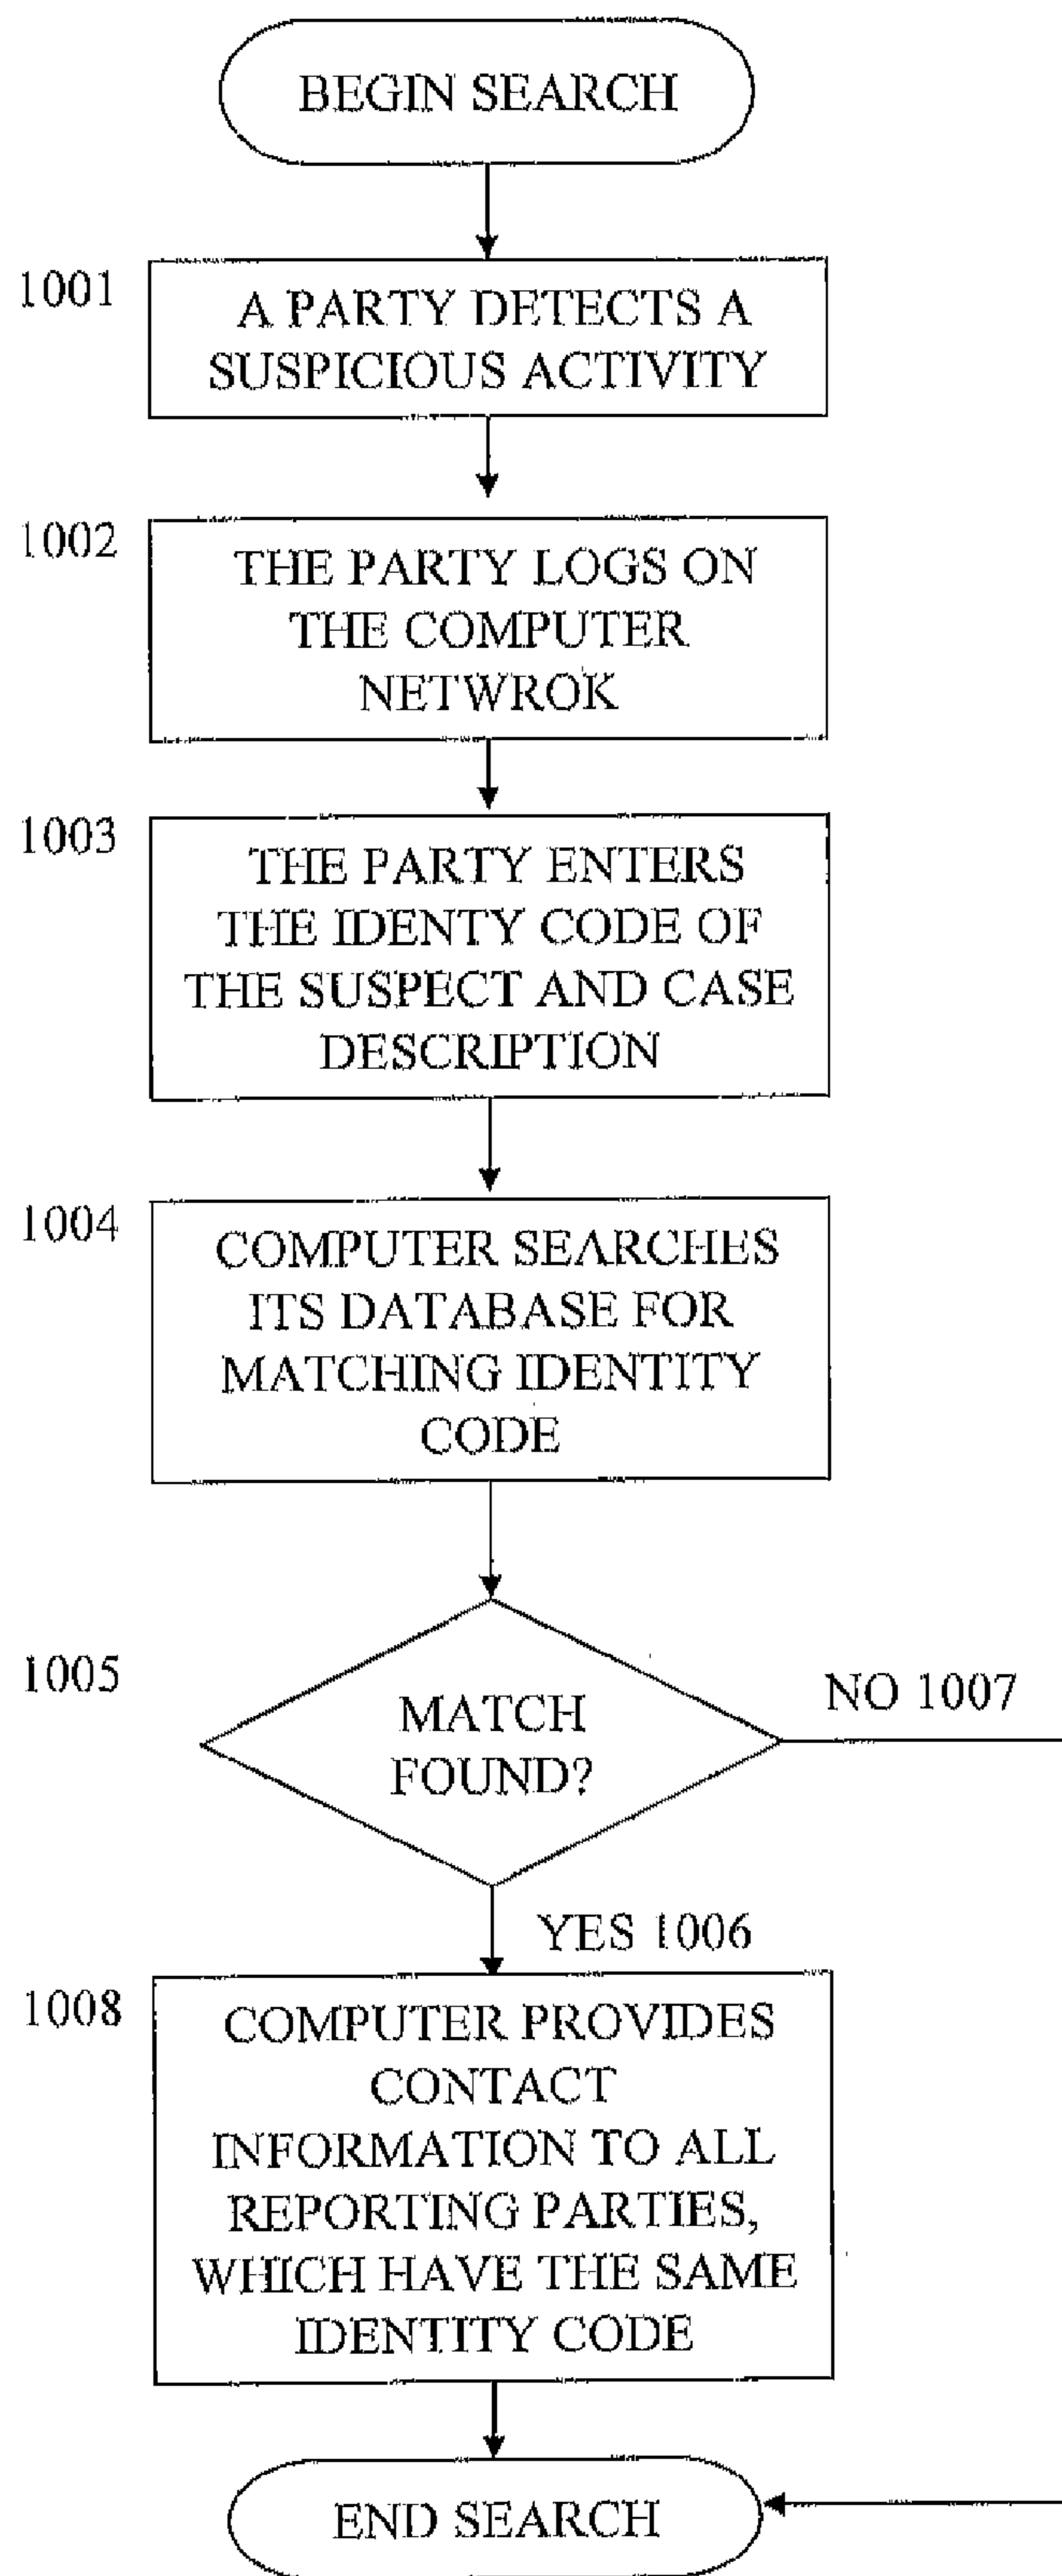 BEGIN SEARCH
1001
A PARTY DETECTS A
SUSPICIOUS ACTIVITY
1002
THE PARTY LOGS ON
THE COMPUTER
NETWROK
1003
THE PARTY ENTERS
THE IDENTY CODE OF
THE SUSPECT AND CASE
DESCRIPTION
1004
COMPUTER SEARCHES
ITS DATABASE FOR
MATCHING IDENTITY
CODE
1005
MATCH
FOUND?
NO 1007
YES 1006
1008
COMPUTER PROVIDES
CONTACT
INFORMATION TO ALL
REPORTING PARTIES,
WHICH HAVE THE SAME
IDENTITY CODE
END SEARCH